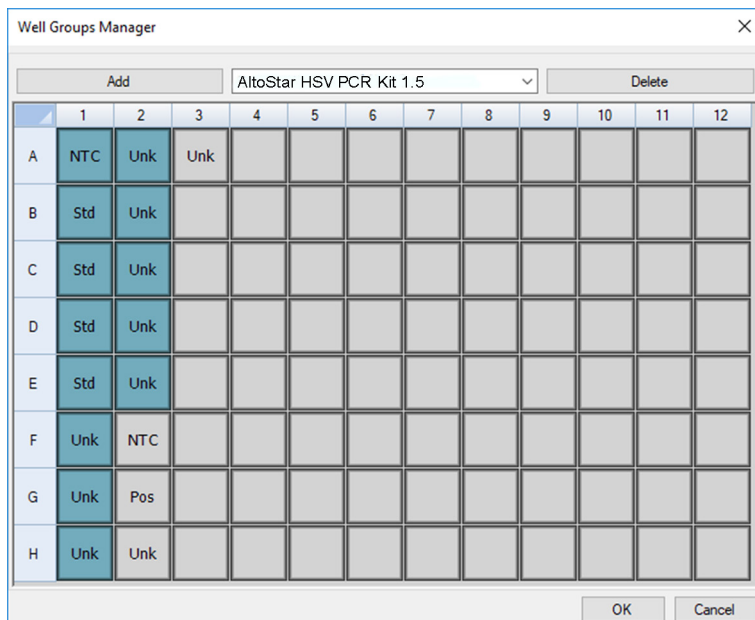 Well Groups Manager
Add AltoStar HSV PCR Kit 1.5 Delete
1 2 3 4 5 6 7 8 9 10 11 12
A NTC Unk Unk
B Std Unk
C Std Unk
D Std Unk
E Std Unk
F Unk NTC
G Unk Pos
H Unk Unk
OK Cancel